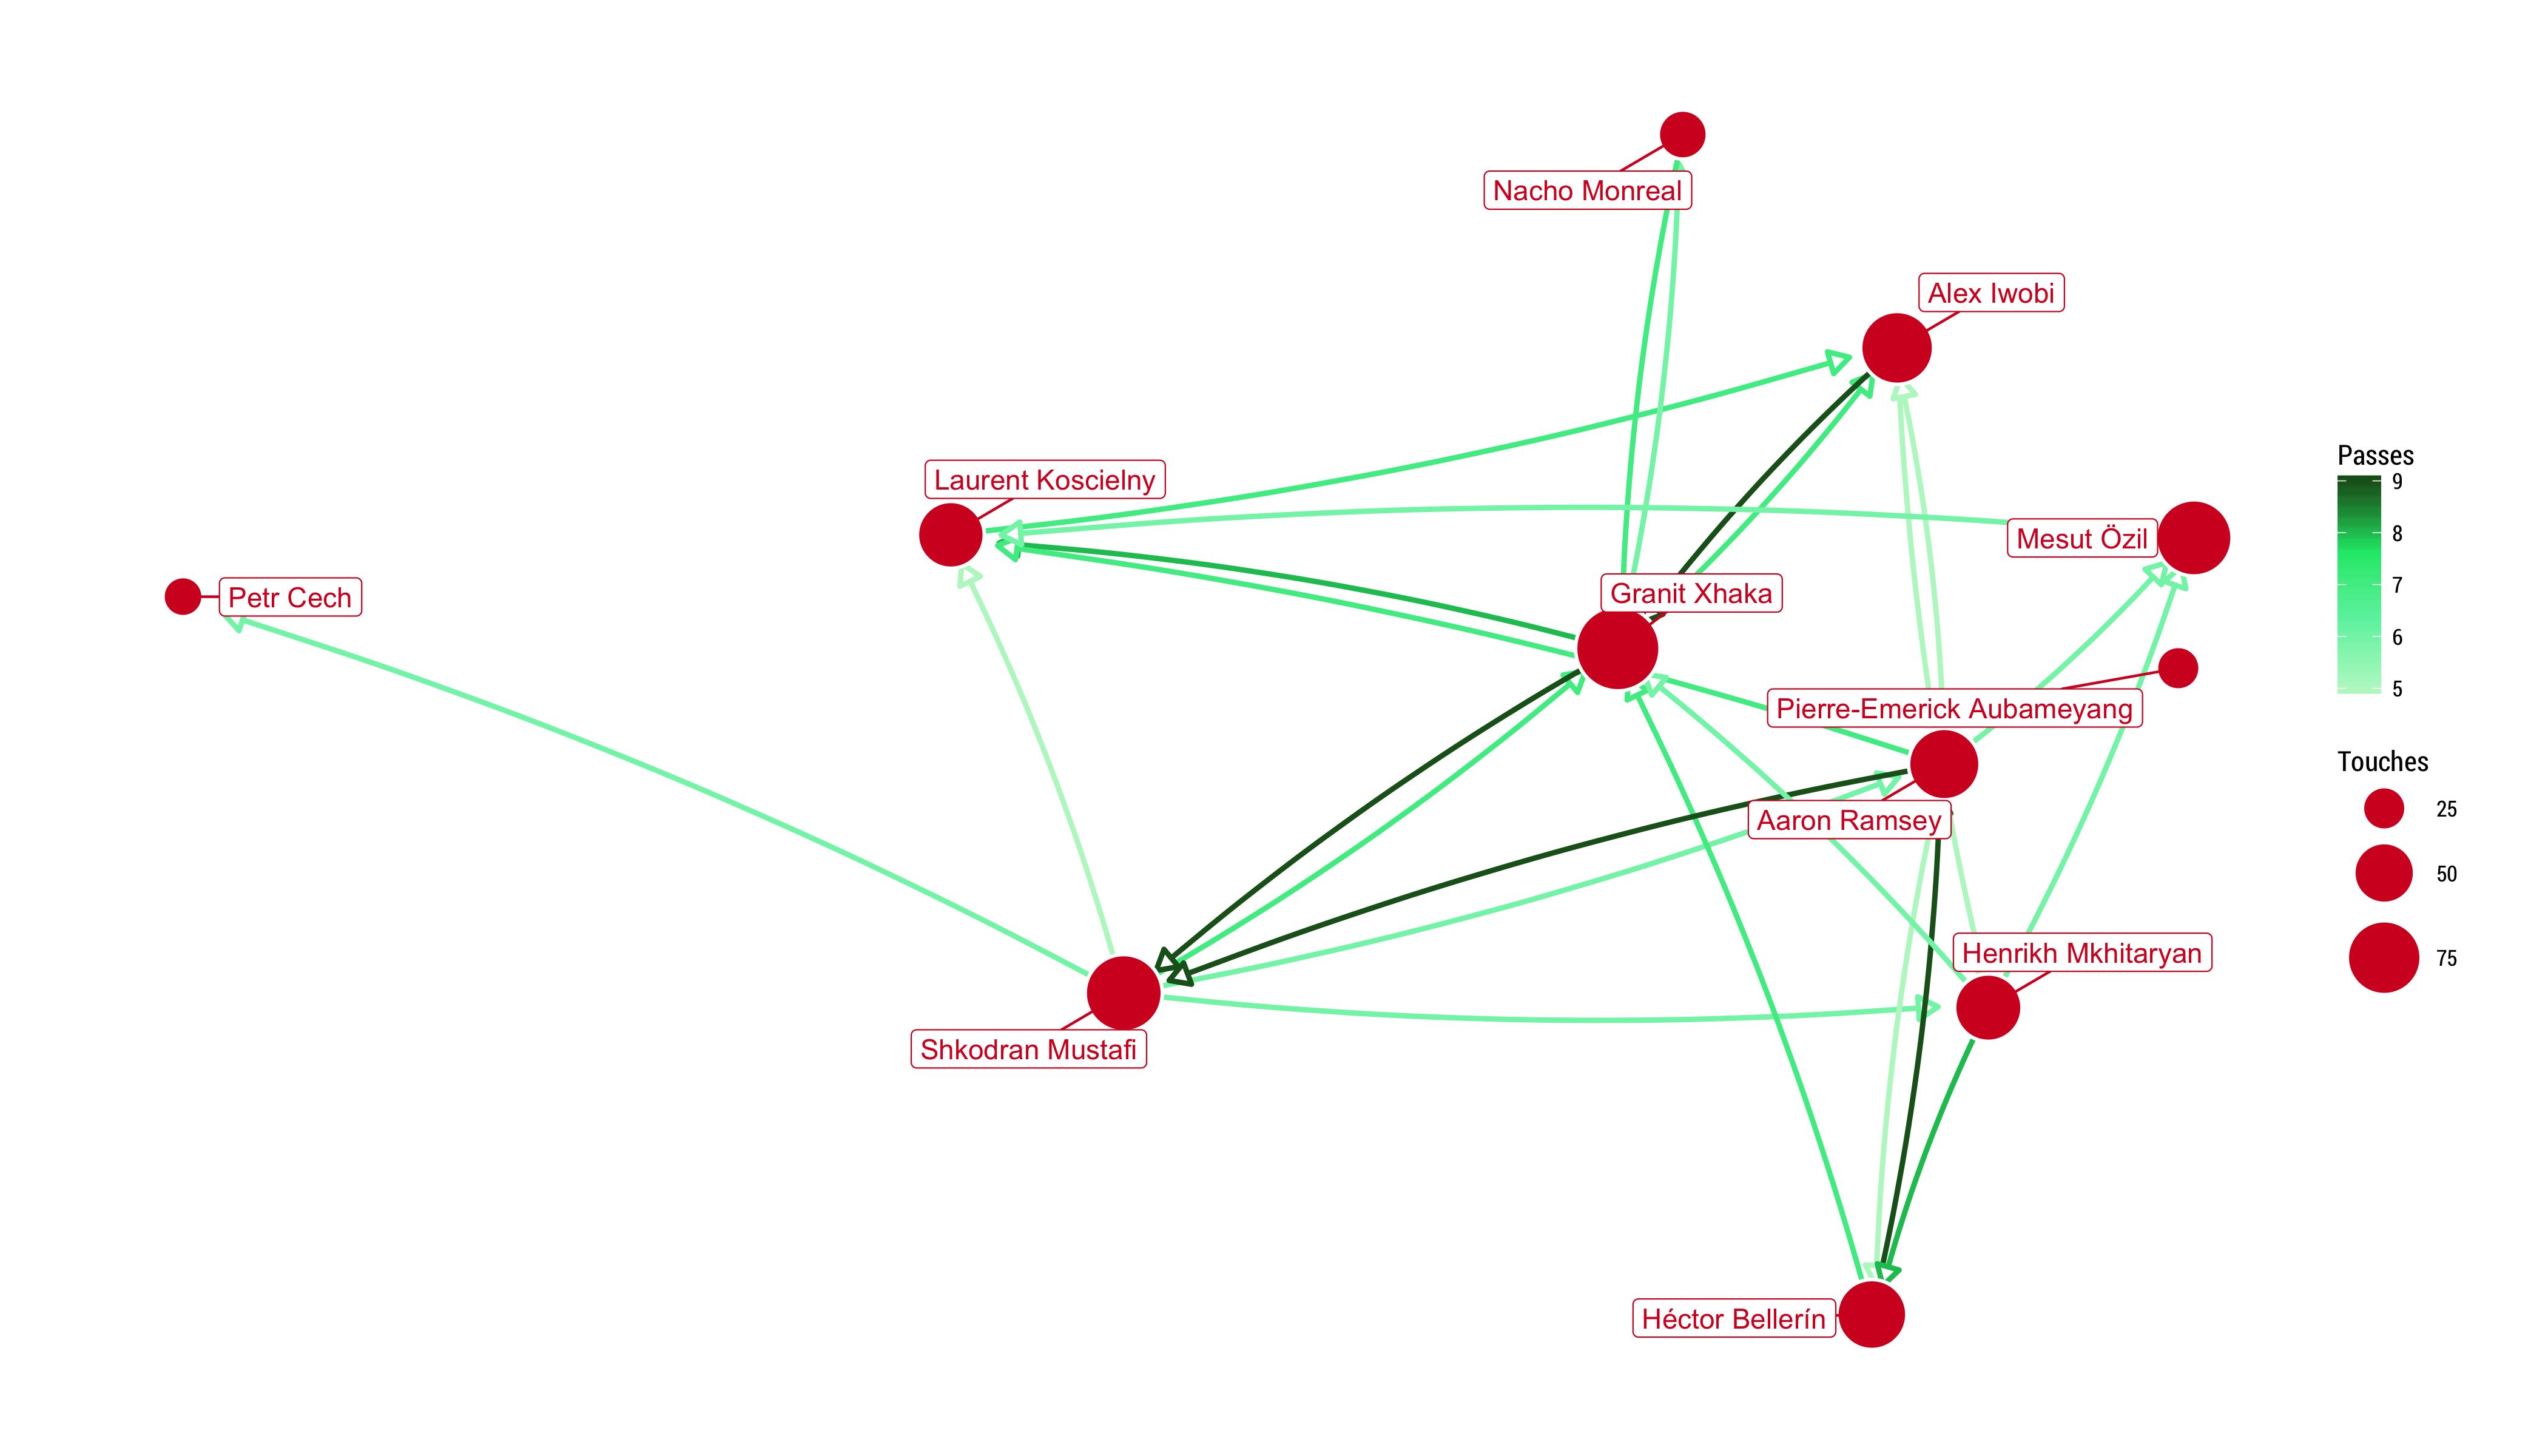 Nacho Monreal
Alex Iwobi
Laurent Koscielny
Mesut Özil
Petr Cech
Granit Xhaka
Pierre-Emerick Aubameyang
Aaron Ramsey
Henrikh Mkhitaryan
Shkodran Mustafi
Héctor Bellerín
Passes
9
8
7
6
5
Touches
25
50
75